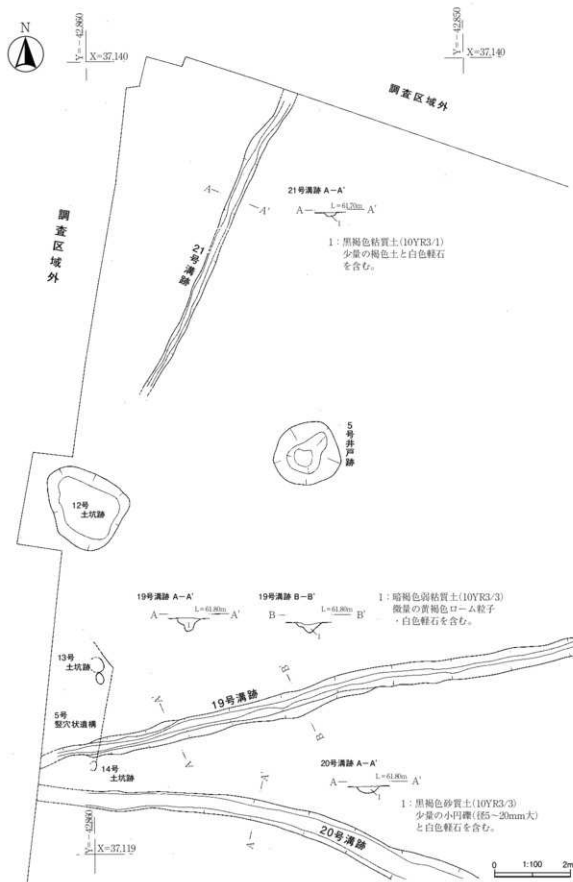 N
Y=-42,860
X=37,140
Y=-42,850
X=37,140
調査区域外
調査区域外
A
A'
21号溝跡
21号溝跡 A-A'
A
L=61.70m
A'
1
1:黒褐色粘質土(10YR3/1)
少量の褐色土と白色軽石
を含む。
5号井戸跡
12号
土坑跡
19号溝跡 A-A'
A
L=61.80m
A'
1
19号溝跡 B-B'
B
L=61.80m
B'
1
1:暗褐色弱粘質土(10YR3/3)
微量の黄褐色ローム粒子
・白色軽石を含む。
13号
土坑跡
5号
竪穴状遺構
A'
19号溝跡
B
B
A
14号
土坑跡
20号溝跡 A-A'
A
L=61.80m
A'
1
1:黒褐色砂質土(10YR3/3)
少量の小円礫(径5~20mm大)
と白色軽石を含む。
A'
A
20号溝跡
Y=-42,860
X=37,119
0
1:100
2m